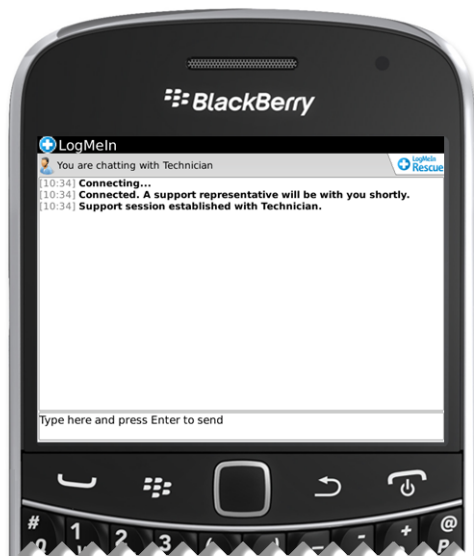 BlackBerry
LogMeIn
You are chatting with Technician
LogMeIn
Rescue
[10:34] Connecting...
[10:34] Connected. A support representative will be with you shortly.
[10:34] Support session established with Technician.
Type here and press Enter to send
# 1 2 3 ( ) _ - + @
Q P